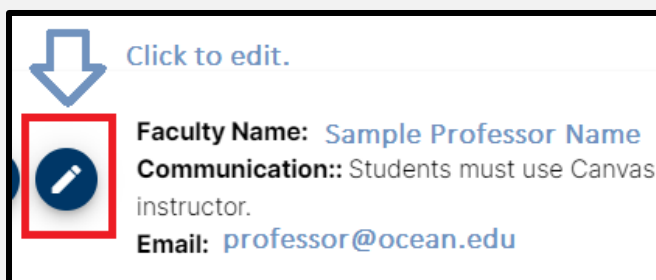 Click to edit.
Faculty Name: Sample Professor Name
Communication:: Students must use Canvas
instructor.
Email: professor@ocean.edu